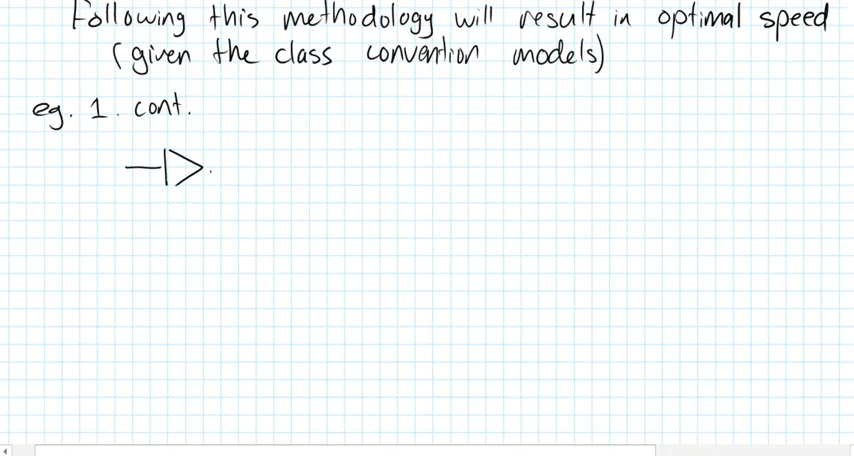 Following this methodology will result in optimal speed
(given the class convention models)
eg. 1. cont.